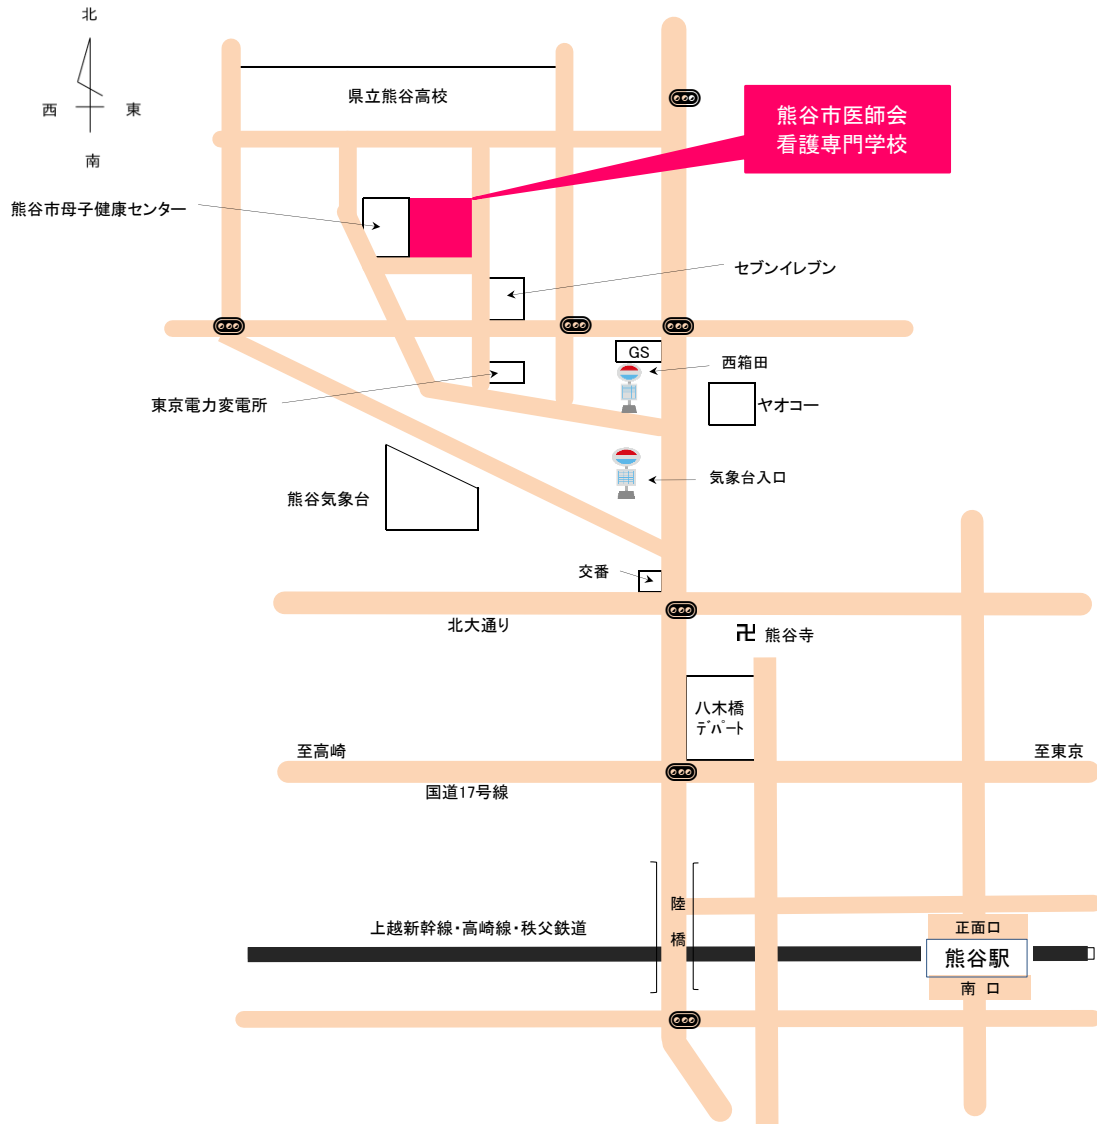 北
西
東
南
県立熊谷高校
熊谷市医師会
看護専門学校
熊谷市母子健康センター
セブンイレブン
GS
西箱田
東京電力変電所
ヤオコー
気象台入口
熊谷気象台
交番
北大通り
卍 熊谷寺
八木橋
ﾃﾞﾊﾟｰﾄ
至高崎
至東京
国道17号線
陸橋
上越新幹線・高崎線・秩父鉄道
正面口
熊谷駅
南 口